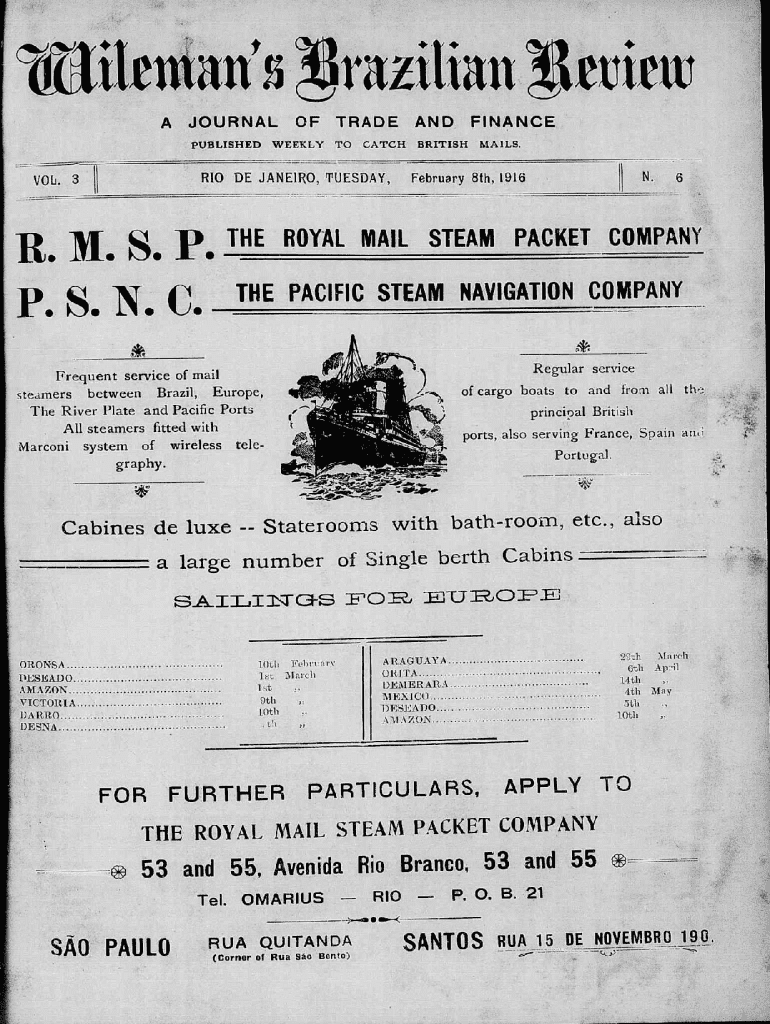 Wileman's Brazilian Review
A JOURNAL OF TRADE AND FINANCE
PUBLISHED WEEKLY TO CATCH BRITISH MAILS.
VOL. 3
RIO DE JANEIRO, TUESDAY, February 8th, 1916
N. 6
R. M. S. P. THE ROYAL MAIL STEAM PACKET COMPANY
P. S. N. C. THE PACIFIC STEAM NAVIGATION COMPANY
Frequent service of mail
steamers between Brazil, Europe,
The River Plate and Pacific Ports
All steamers fitted with
Marconi system of wireless tele-
graphy.
Regular service
of cargo boats to and from all the
principal British
ports, also serving France, Spain and
Portugal.
Cabines de luxe -- Staterooms with bath-room, etc., also
a large number of Single berth Cabins
SAILINGS FOR EUROPE
ORONSA 10th February
DESEADO 1st March
AMAZON 1st „
VICTORIA 9th „
DARRO 10th „
DESNA „
ARAGUAYA 29th March
ORITA 6th April
DEMERARA 14th „
MEXICO 4th May
DESEADO 5th „
AMAZON 10th „
FOR FURTHER PARTICULARS, APPLY TO
THE ROYAL MAIL STEAM PACKET COMPANY
53 and 55, Avenida Rio Branco, 53 and 55
Tel. OMARIUS — RIO — P. O. B. 21
SÃO PAULO
RUA QUITANDA
(Corner of Rua São Bento)
SANTOS RUA 15 DE NOVEMBRO 190.